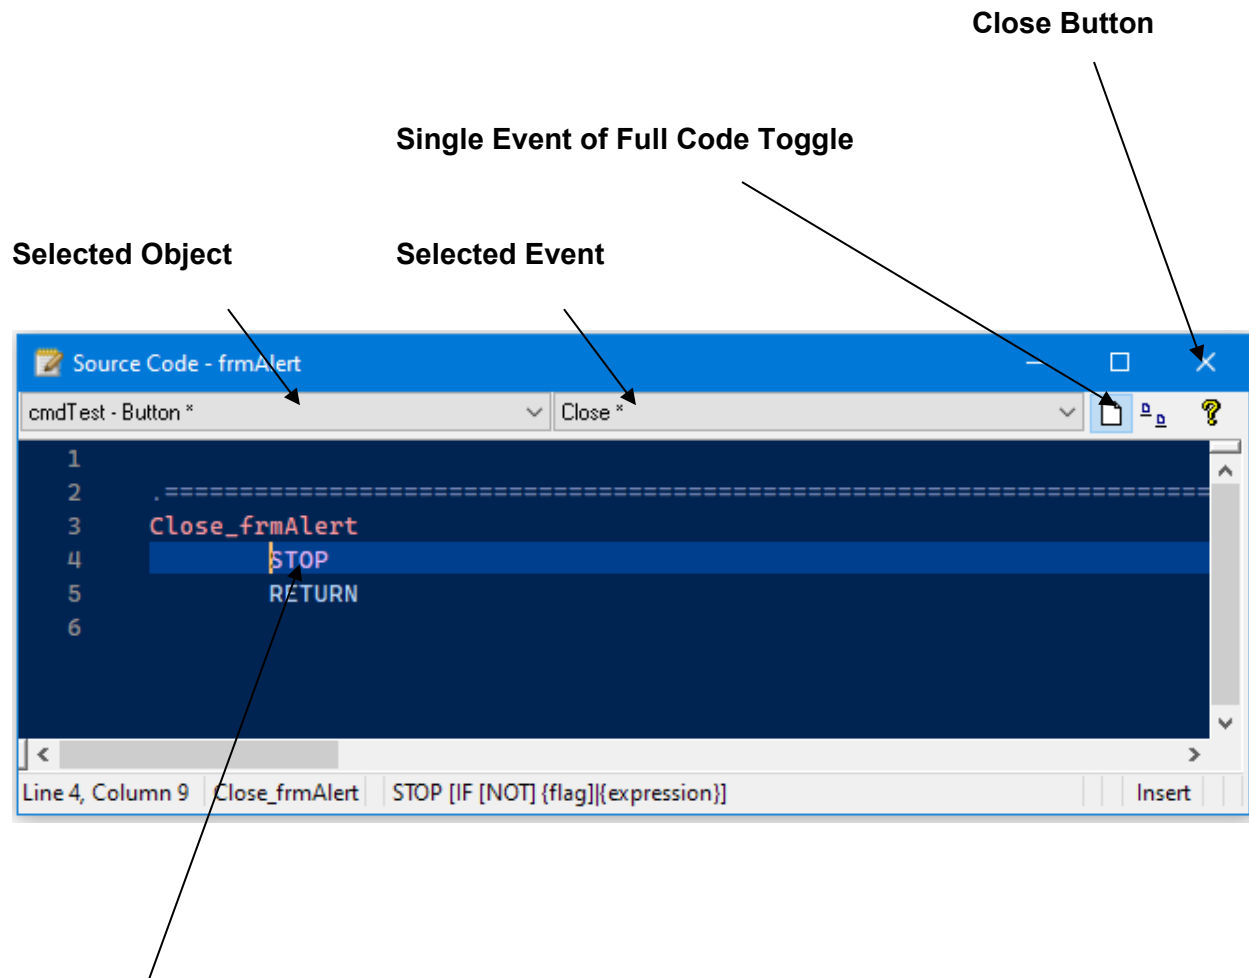 Close Button
Single Event of Full Code Toggle
Selected Object
Selected Event
Source Code - frmAlert
cmdTest - Button *
Close *
1
2 .======================================================================
3 Close_frmAlert
4 STOP
5 RETURN
6
Line 4, Column 9 Close_frmAlert STOP [IF [NOT] {flag]|{expression}] Insert